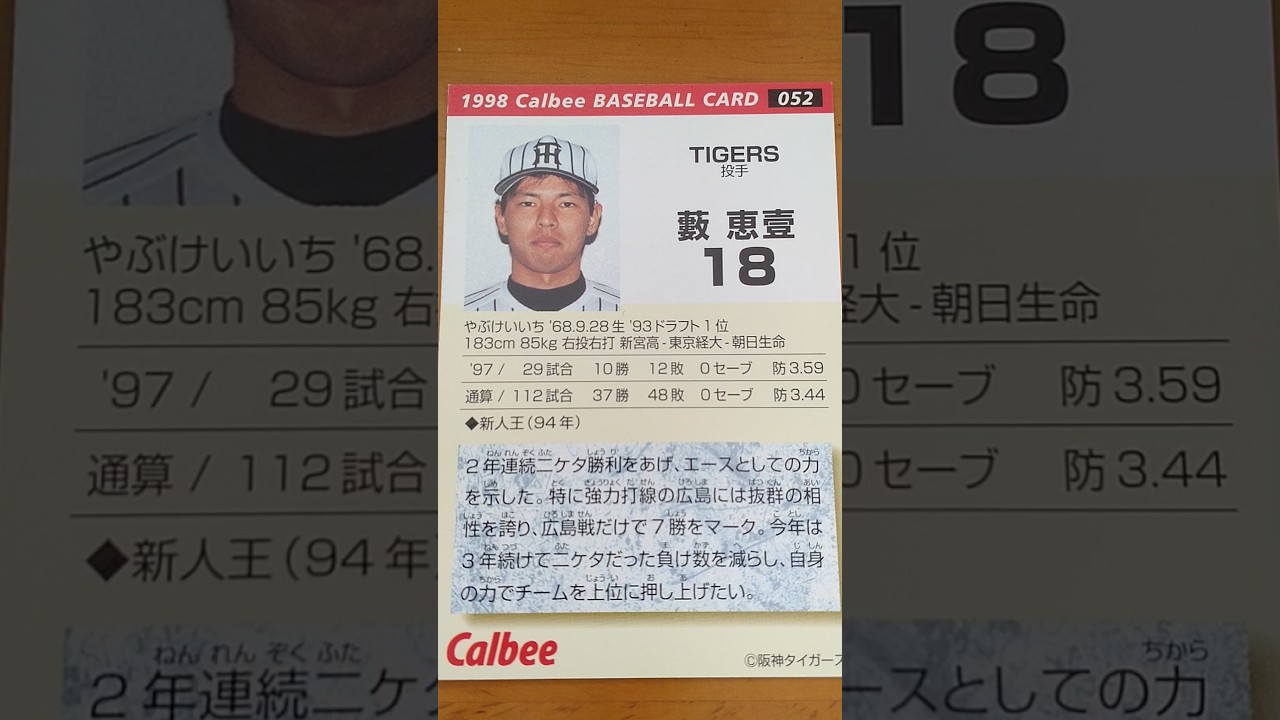 1998 Calbee BASEBALL CARD 052
TIGERS
投手
藪 恵壹
18
やぶけいいち '68.9.28生 '93ドラフト1位
183cm 85kg 右投右打 新宮高-東京経大-朝日生命
'97 / 29試合 10勝 12敗 0セーブ 防3.59
通算 / 112試合 37勝 48敗 0セーブ 防3.44
◆新人王(94年)
2年連続二ケタ勝利をあげ、エースとしての力
を示した。特に強力打線の広島には抜群の相
性を誇り、広島戦だけで7勝をマーク。今年は
3年続けて二ケタだった負け数を減らし、自身
の力でチームを上位に押し上げたい。
Calbee
©阪神タイガース